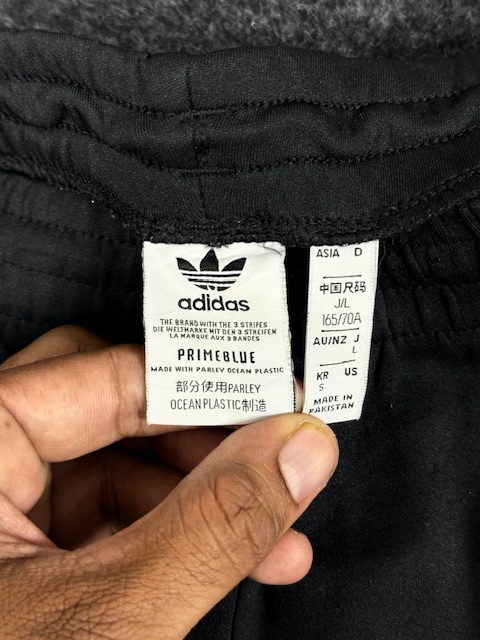 adidas
THE BRAND WITH THE 3 STRIPES
DIE WELTMARKE MIT DEN 3 STREIFEN
LA MARQUE AUX 3 BANDES
PRIMEBLUE
MADE WITH PARLEY OCEAN PLASTIC
部分使用PARLEY
OCEAN PLASTIC制造
ASIA D
中国尺码
J/L
165/70A
AU/NZ J
L
KR US
S
MADE IN
PAKISTAN